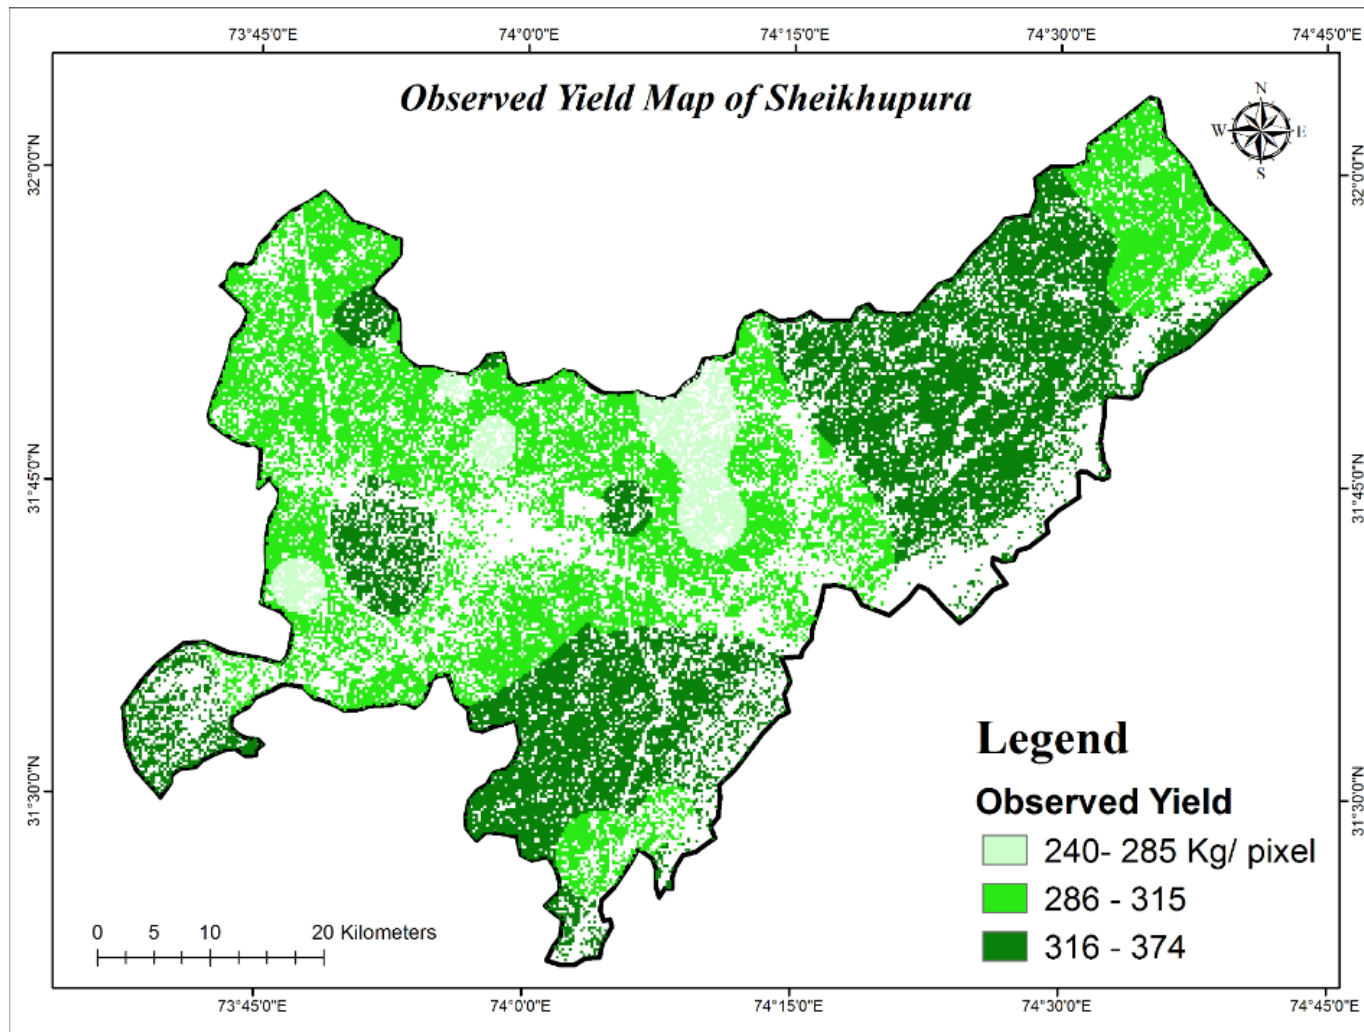 73°45'0"E 74°0'0"E 74°15'0"E 74°30'0"E 74°45'0"E
Observed Yield Map of Sheikhupura
N
W E
S
32°0'0"N 32°0'0"N
31°45'0"N 31°45'0"N
31°30'0"N 31°30'0"N
Legend
Observed Yield
240- 285 Kg/ pixel
286 - 315
316 - 374
0 5 10 20 Kilometers
73°45'0"E 74°0'0"E 74°15'0"E 74°30'0"E 74°45'0"E